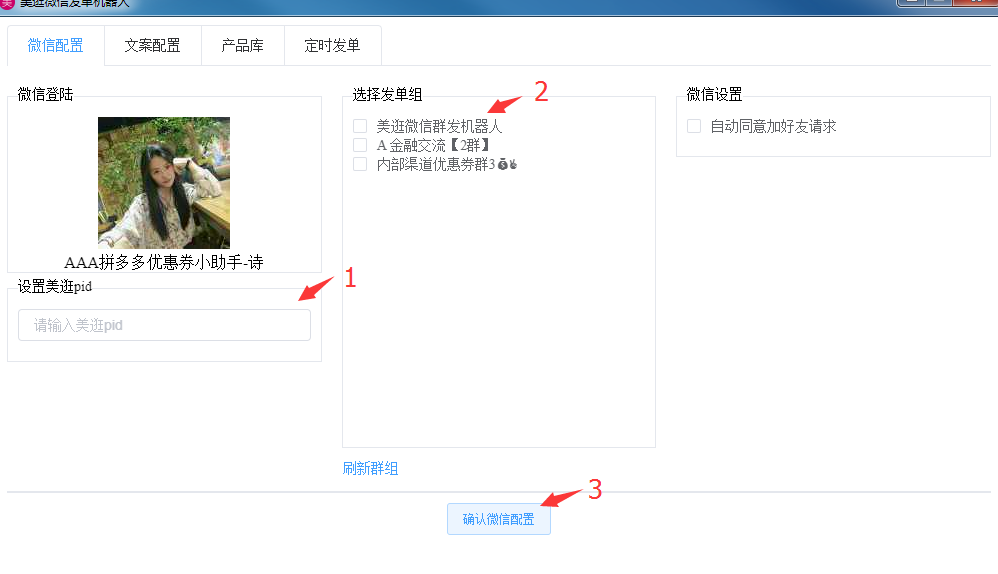 美 美逛微信发单机器人
微信配置 文案配置 产品库 定时发单
微信登陆
AAA拼多多优惠券小助手-诗
设置美逛pid
1
请输入美逛pid
选择发单组
2
美逛微信群发机器人
A 金融交流【2群】
内部渠道优惠券群3💰✌
刷新群组
微信设置
自动同意加好友请求
3
确认微信配置